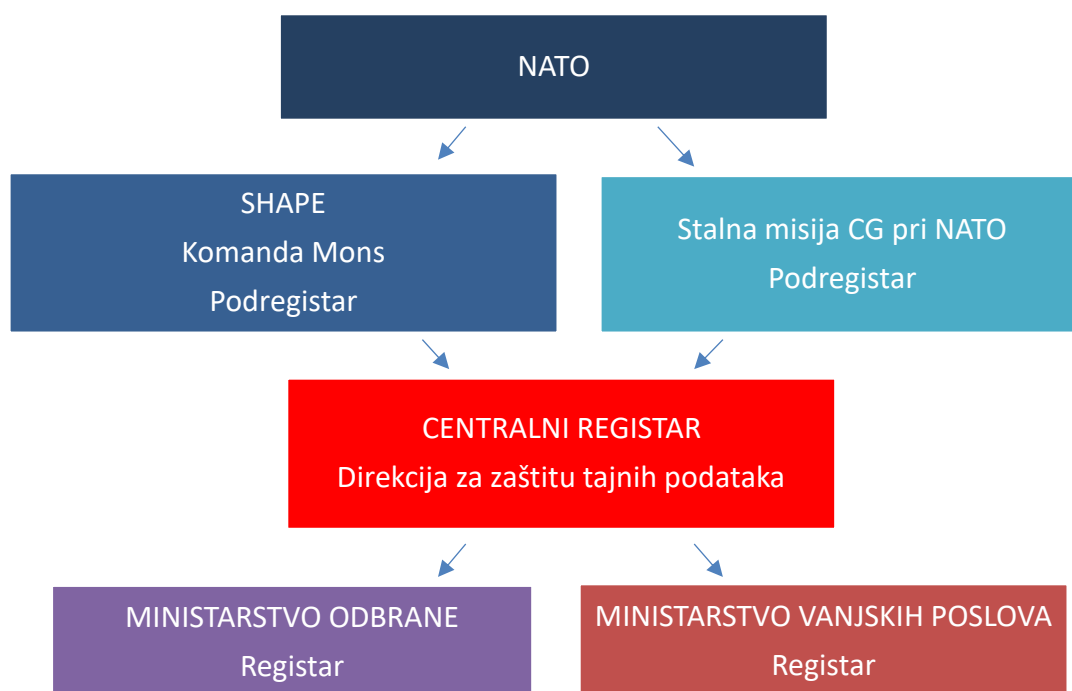 NATO
SHAPE
Komanda Mons
Podregistar
Stalna misija CG pri NATO
Podregistar
CENTRALNI REGISTAR
Direkcija za zaštitu tajnih podataka
MINISTARSTVO ODBRANE
Registar
MINISTARSTVO VANJSKIH POSLOVA
Registar